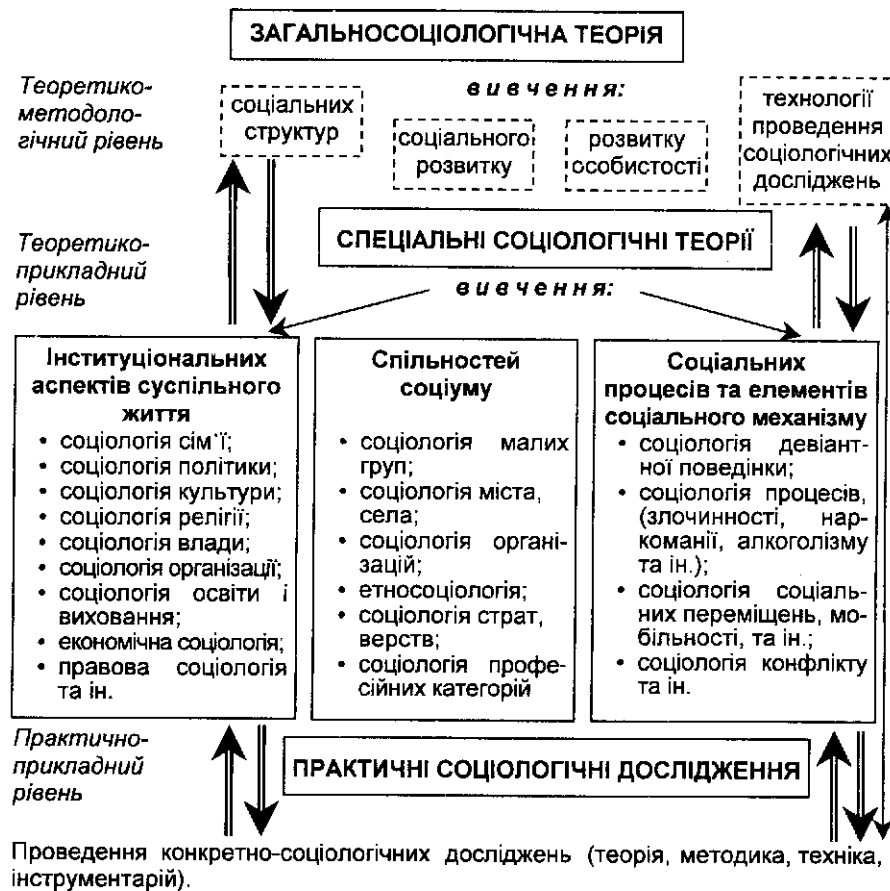 ЗАГАЛЬНОСОЦІОЛОГІЧНА ТЕОРІЯ
Теоретико-
методоло-
гічний рівень
вивчення:
соціальних
структур
соціального
розвитку
розвитку
особистості
технології
проведення
соціологічних
досліджень
Теоретико-
прикладний
рівень
СПЕЦІАЛЬНІ СОЦІОЛОГІЧНІ ТЕОРІЇ
вивчення:
Інституціональних
аспектів суспільного
життя
• соціологія сім'ї;
• соціологія політики;
• соціологія культури;
• соціологія релігії;
• соціологія влади;
• соціологія організації;
• соціологія освіти і
виховання;
• економічна соціологія;
• правова соціологія
та ін.
Спільностей
соціуму
• соціологія малих
груп;
• соціологія міста,
села;
• соціологія органі-
зацій;
• етносоціологія;
• соціологія страт,
верств;
• соціологія профе-
сійних категорій
Соціальних
процесів та елементів
соціального механізму
• соціологія девіант-
ної поведінки;
• соціологія процесів,
(злочинності, нар-
команії, алкоголізму
та ін.);
• соціологія соціаль-
них переміщень, мо-
більності, та ін.;
• соціологія конфлікту
та ін.
Практично-
прикладний
рівень
ПРАКТИЧНІ СОЦІОЛОГІЧНІ ДОСЛІДЖЕННЯ
Проведення конкретно-соціологічних досліджень (теорія, методика, техніка,
інструментарій).